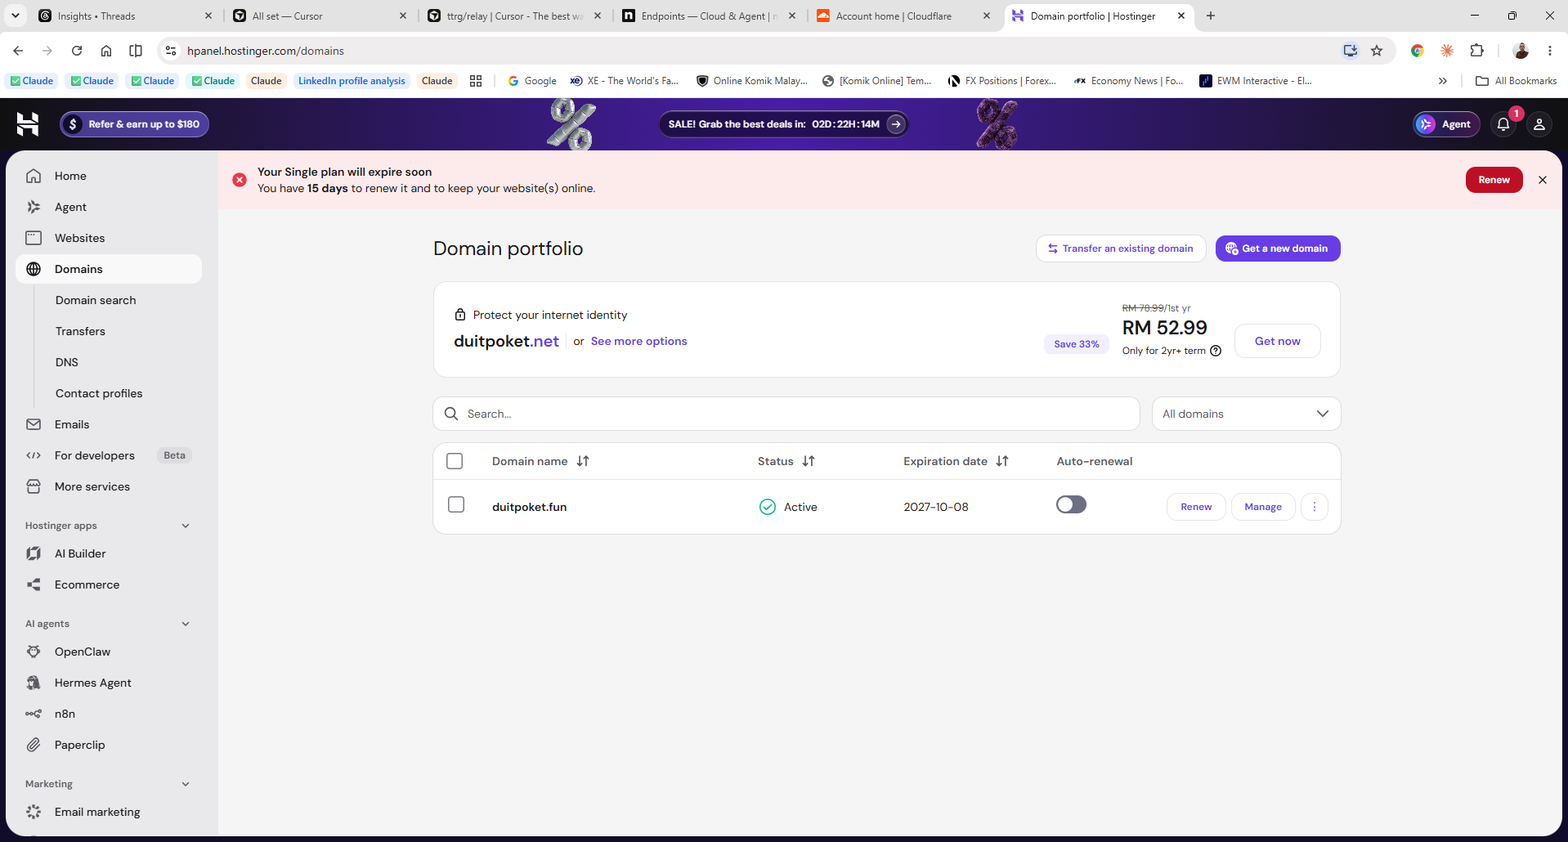 Insights • Threads
All set — Cursor
ttrg/relay | Cursor - The best wa
Endpoints — Cloud & Agent |
Account home | Cloudflare
Domain portfolio | Hostinger
hpanel.hostinger.com/domains
Claude
Claude
Claude
Claude
Claude
LinkedIn profile analysis
Claude
Google
XE - The World's Fa...
Online Komik Malay...
[Komik Online] Tem...
FX Positions | Forex...
Economy News | Fo...
EWM Interactive - El...
All Bookmarks
Refer & earn up to $180
SALE! Grab the best deals in: 02D : 22H : 14M
Agent
1
Home
Agent
Websites
Domains
Domain search
Transfers
DNS
Contact profiles
Emails
For developers Beta
More services
Hostinger apps
AI Builder
Ecommerce
AI agents
OpenClaw
Hermes Agent
n8n
Paperclip
Marketing
Email marketing
Your Single plan will expire soon
You have 15 days to renew it and to keep your website(s) online.
Renew
Domain portfolio
Transfer an existing domain
Get a new domain
Protect your internet identity
duitpoket.net or See more options
Save 33%
RM 78.99/1st yr
RM 52.99
Only for 2yr+ term
Get now
Search...
All domains
Domain name Status Expiration date Auto-renewal
duitpoket.fun Active 2027-10-08 Renew Manage